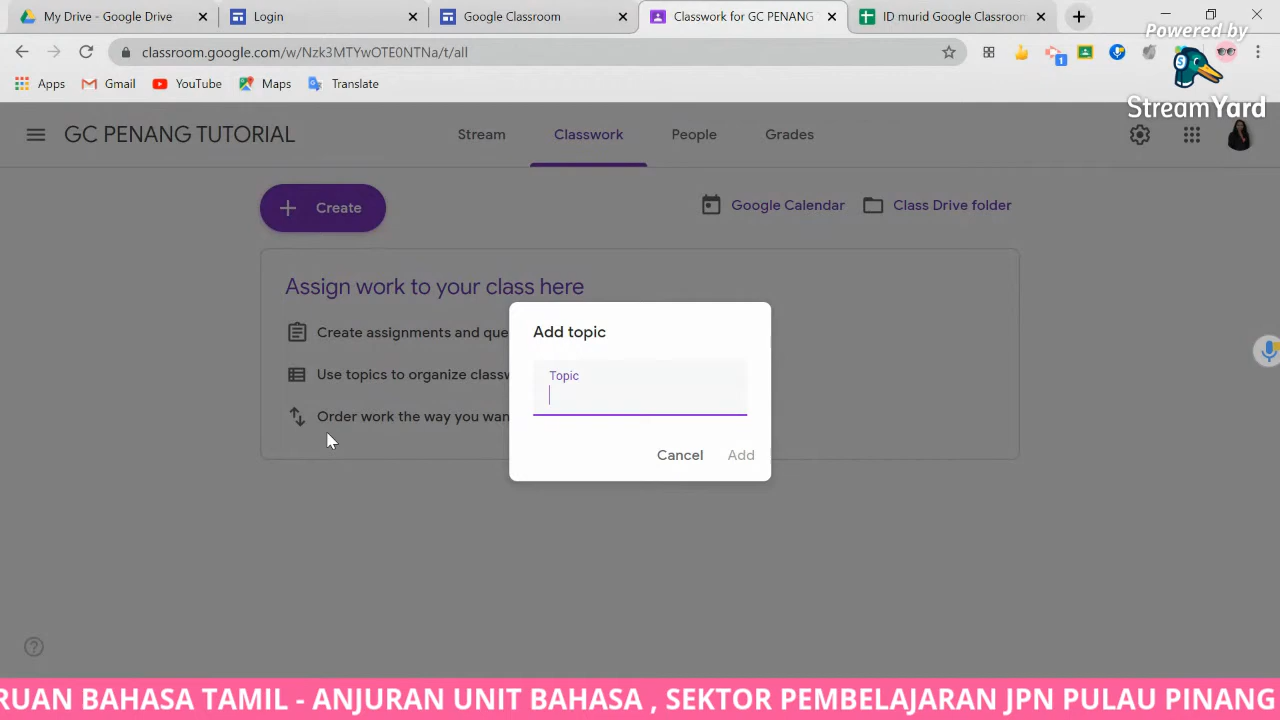 My Drive - Google Drive
Login
Google Classroom
Classwork for GC PENANG
ID murid Google Classroom
Powered by
classroom.google.com/w/Nzk3MTYwOTE0NTNa/t/all
1
S
StreamYard
Apps
Gmail
YouTube
Maps
Translate
GC PENANG TUTORIAL
Stream
Classwork
People
Grades
Create
Google Calendar
Class Drive folder
Assign work to your class here
Create assignments and que
Use topics to organize classw
Order work the way you wan
Add topic
Topic
Cancel
Add
RUAN BAHASA TAMIL - ANJURAN UNIT BAHASA , SEKTOR PEMBELAJARAN JPN PULAU PINANG